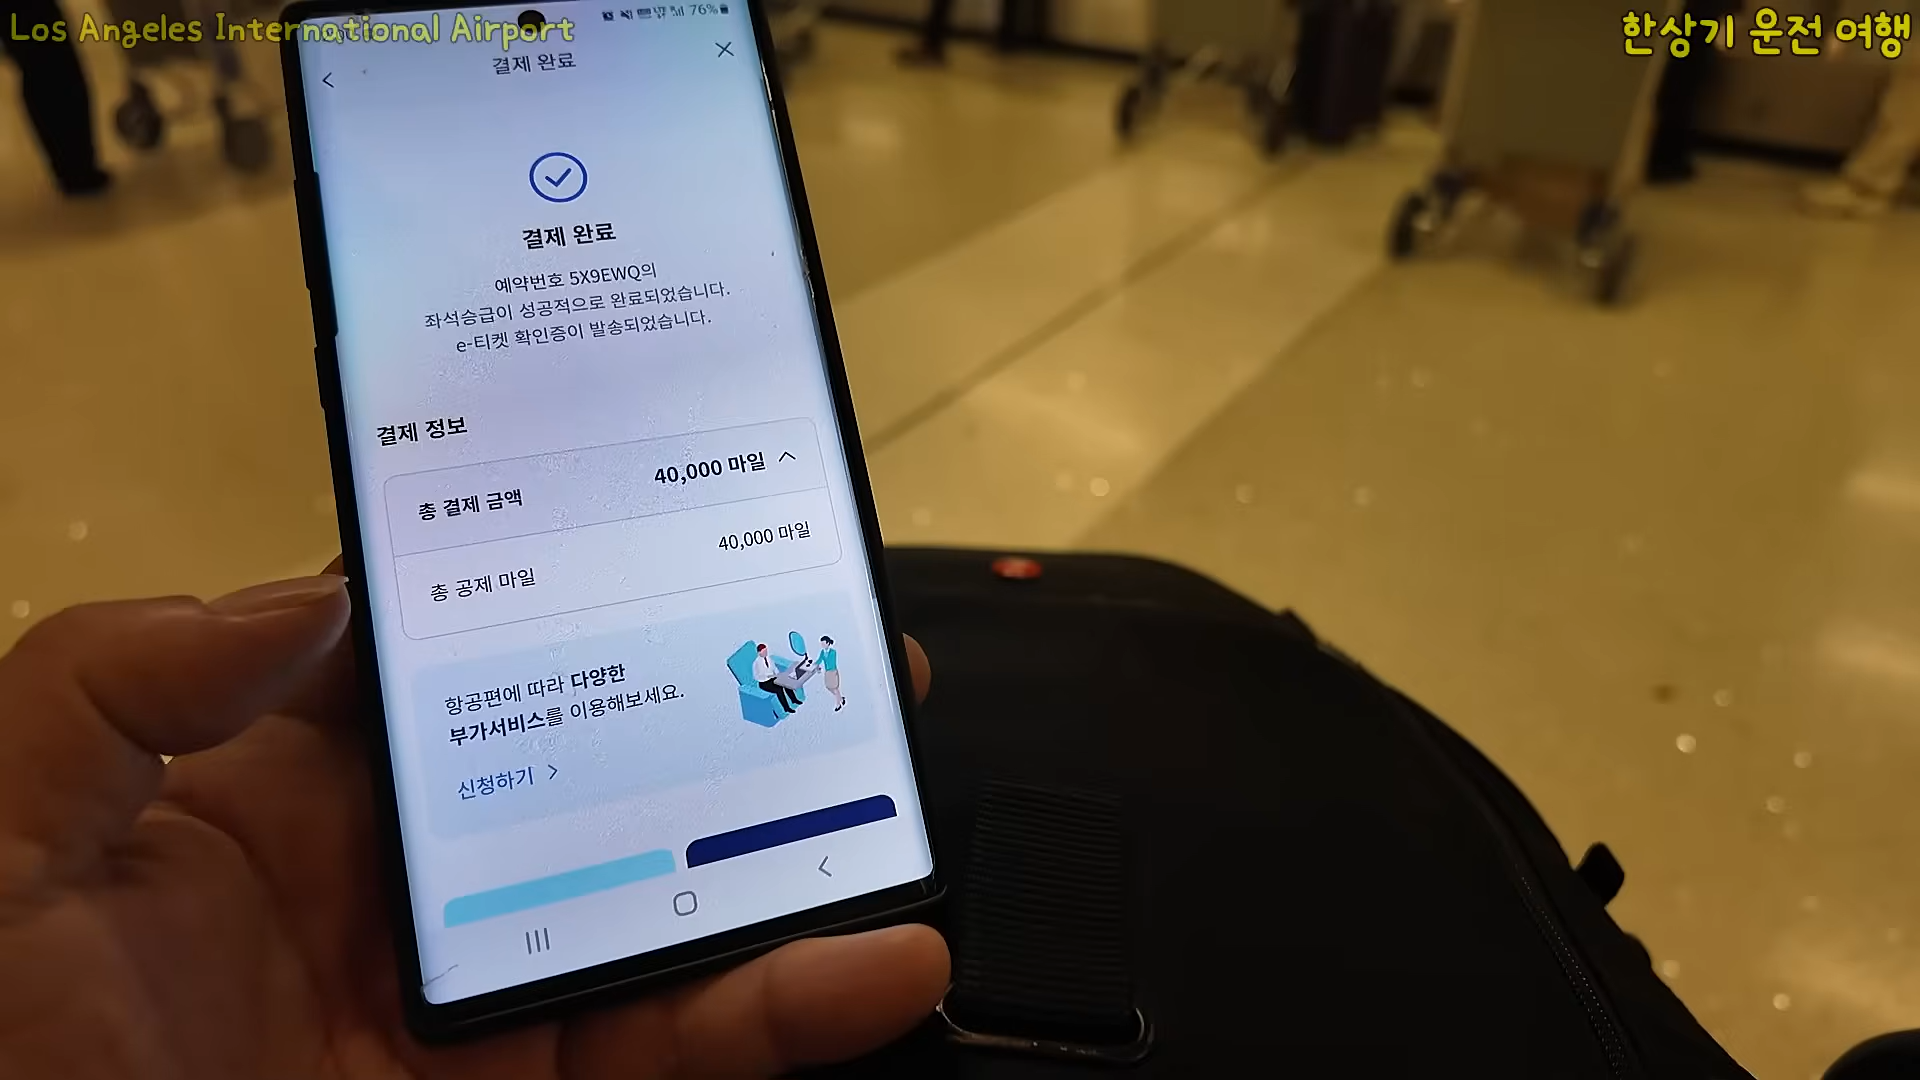 Los Angeles International Airport
한상기 운전 여행
76%
결제 완료
결제 완료
예약번호 5X9EWQ의
좌석승급이 성공적으로 완료되었습니다.
e-티켓 확인증이 발송되었습니다.
결제 정보
총 결제 금액 40,000 마일
총 공제 마일 40,000 마일
항공편에 따라 다양한
부가서비스를 이용해보세요.
신청하기